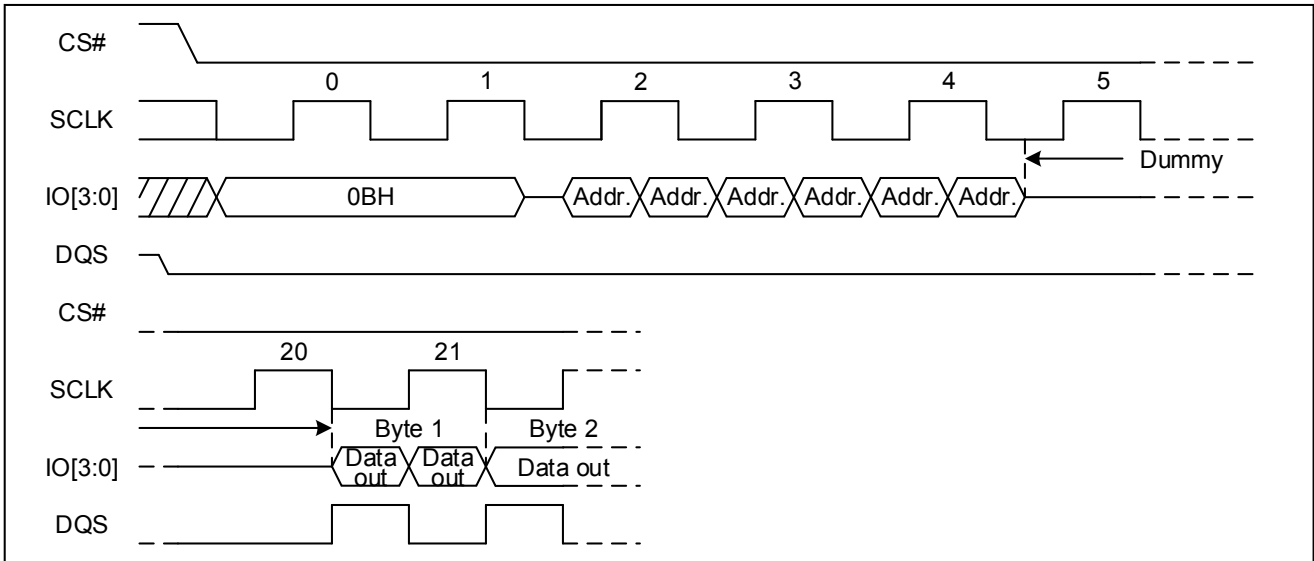 CS#
0 1 2 3 4 5
SCLK
Dummy
IO[3:0] 0BH Addr. Addr. Addr. Addr. Addr. Addr.
DQS
CS#
20 21
SCLK
Byte 1 Byte 2
IO[3:0] Data out Data out Data out
DQS